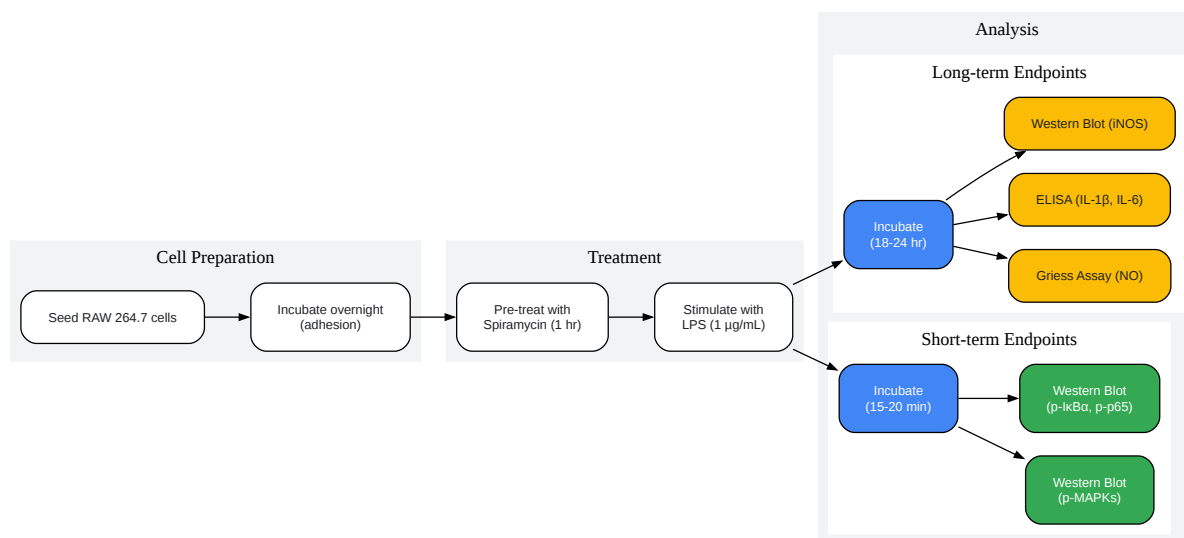 Analysis
Long-term Endpoints
Western Blot (iNOS)
ELISA (IL-1β, IL-6)
Incubate
(18-24 hr)
Griess Assay (NO)
Cell Preparation
Seed RAW 264.7 cells
Incubate overnight
(adhesion)
Treatment
Pre-treat with
Spiramycin (1 hr)
Stimulate with
LPS (1 µg/mL)
Short-term Endpoints
Incubate
(15-20 min)
Western Blot
(p-IκBα, p-p65)
Western Blot
(p-MAPKs)